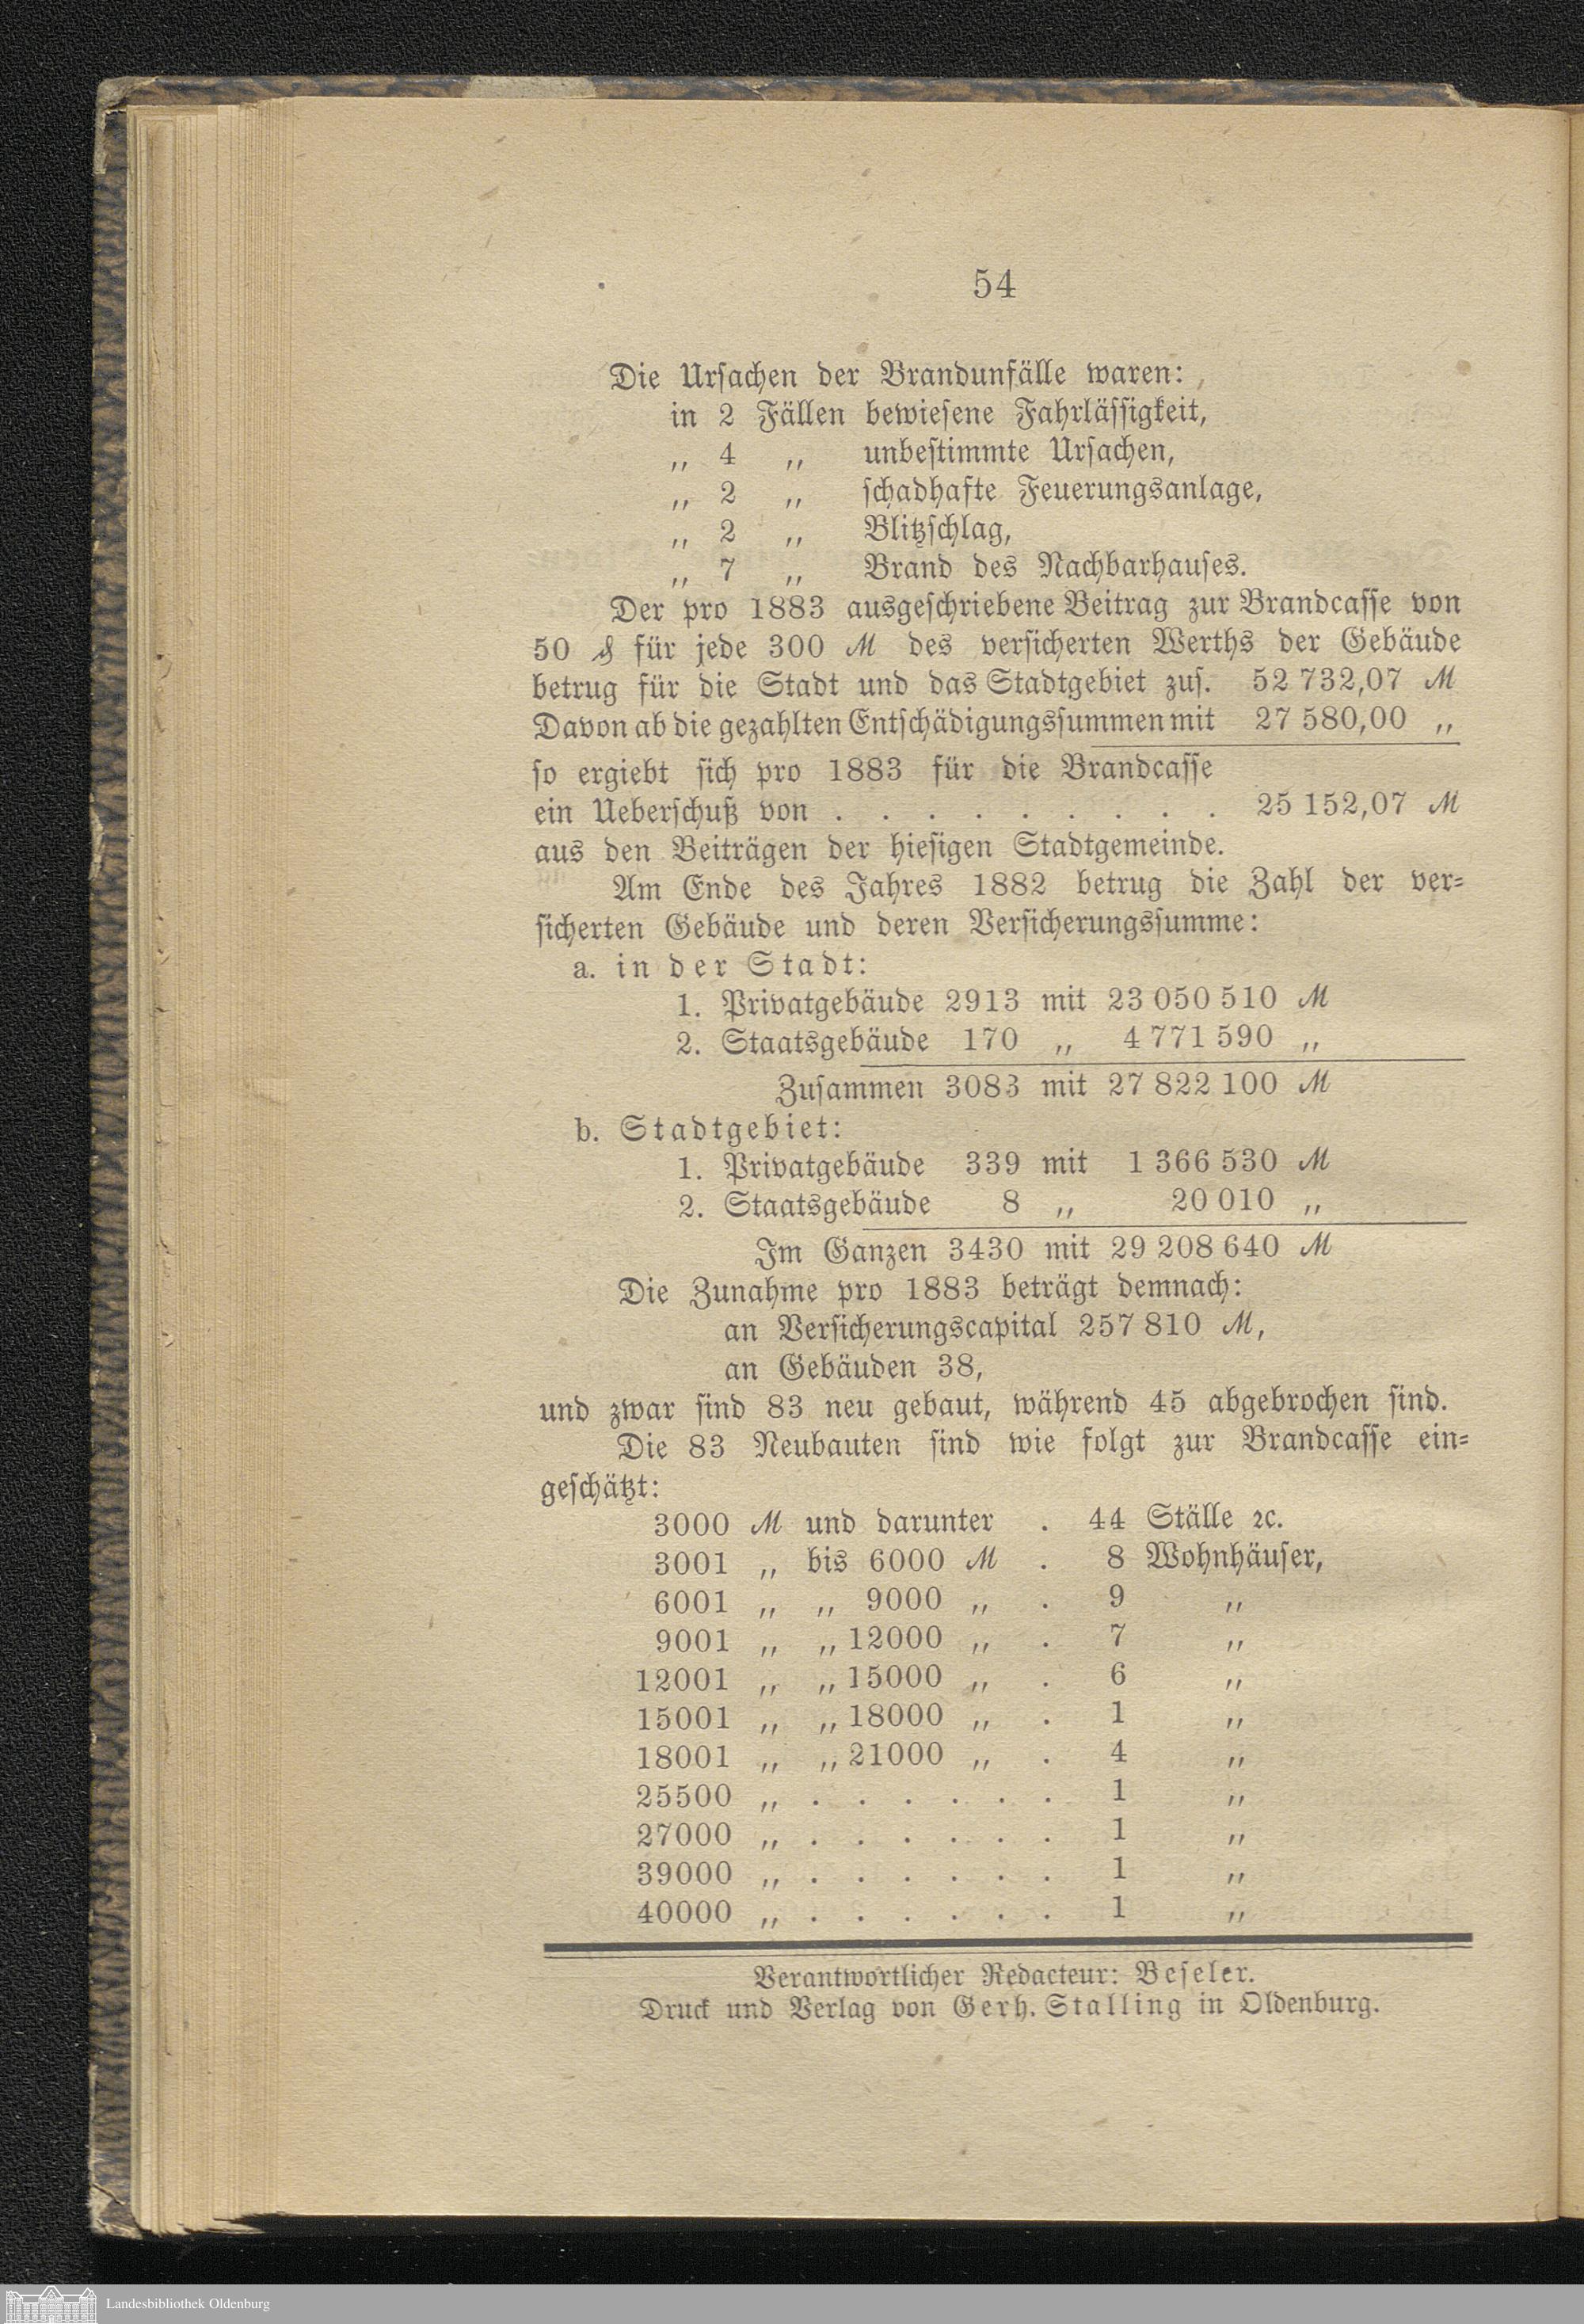 54
Die Ursachen der Brandunfälle waren:
in 2 Fällen bewiesene Fahrlässigkeit,
„ 4 „ unbestimmte Ursachen,
„ 2 „ schadhafte Feuerungsanlage,
„ 2 „ Blitzschlag,
„ 7 „ Brand des Nachbarhauses.
Der pro 1883 ausgeschriebene Beitrag zur Brandcasse von
50 ₰ für jede 300 ℳ des versicherten Werths der Gebäude
betrug für die Stadt und das Stadtgebiet zus. 52 732,07 ℳ
Davon ab die gezahlten Entschädigungssummen mit 27 580,00 „
so ergiebt sich pro 1883 für die Brandcasse
ein Ueberschuß von . . . . . . . . . 25 152,07 ℳ
aus den Beiträgen der hiesigen Stadtgemeinde.
Am Ende des Jahres 1882 betrug die Zahl der ver-
sicherten Gebäude und deren Versicherungssumme:
a. in der Stadt:
1. Privatgebäude 2913 mit 23 050 510 ℳ
2. Staatsgebäude 170 „ 4 771 590 „
Zusammen 3083 mit 27 822 100 ℳ
b. Stadtgebiet:
1. Privatgebäude 339 mit 1 366 530 ℳ
2. Staatsgebäude 8 „ 20 010 „
Im Ganzen 3430 mit 29 208 640 ℳ
Die Zunahme pro 1883 beträgt demnach:
an Versicherungscapital 257 810 ℳ,
an Gebäuden 38,
und zwar sind 83 neu gebaut, während 45 abgebrochen sind.
Die 83 Neubauten sind wie folgt zur Brandcasse ein-
geschätzt:
3000 ℳ und darunter . 44 Ställe ꝛc.
3001 „ bis 6000 ℳ . 8 Wohnhäuser,
6001 „ „ 9000 „ . 9 „
9001 „ „ 12000 „ . 7 „
12001 „ „ 15000 „ . 6 „
15001 „ „ 18000 „ . 1 „
18001 „ „ 21000 „ . 4 „
25500 „ . . . . . . 1 „
27000 „ . . . . . . 1 „
39000 „ . . . . . . 1 „
40000 „ . . . . . . 1 „
Verantwortlicher Redacteur: Beseler.
Druck und Verlag von Gerh. Stalling in Oldenburg.
Landesbibliothek Oldenburg